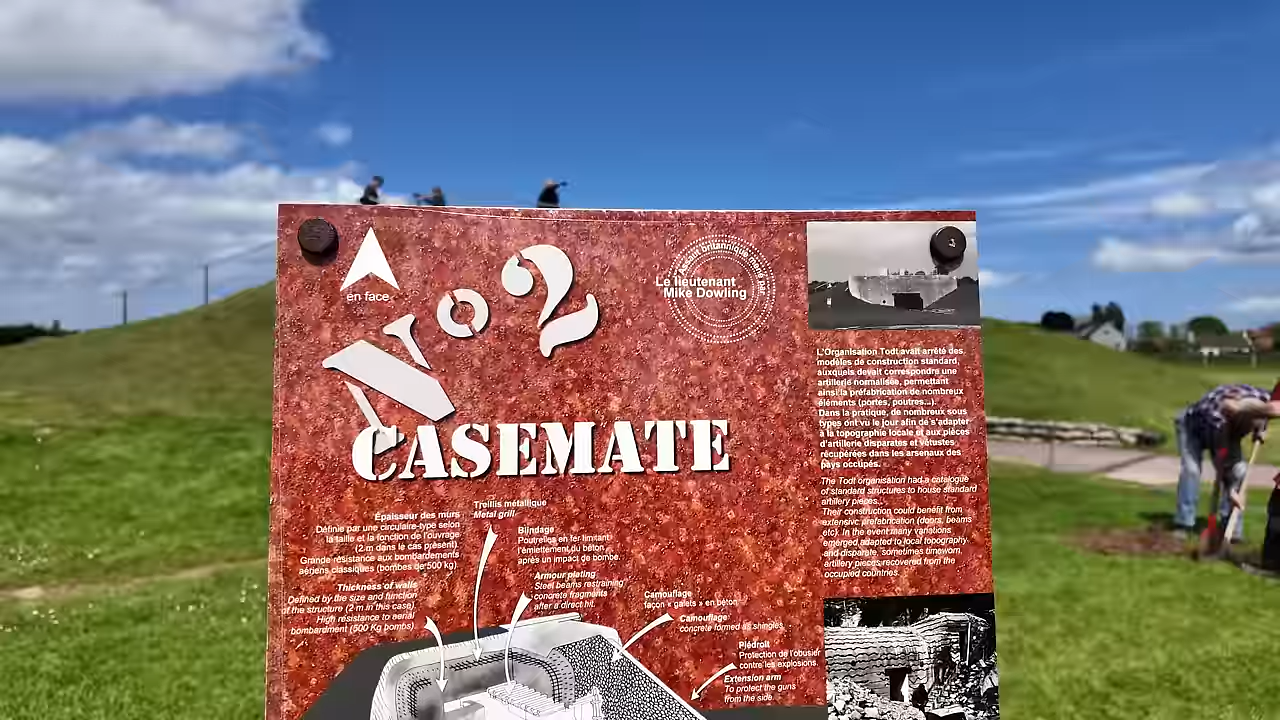 en face
No 2
CASEMATE
Abri britannique libéré par
Le lieutenant
Mike Dowling
Épaisseur des murs
Définie par une circulaire-type selon
la taille et la fonction de l'ouvrage
(2 m dans le cas présent).
Grande résistance aux bombardements
aériens classiques (bombes de 500 kg).
Thickness of walls
Defined by the size and function
of the structure (2 m in this case).
High resistance to aerial
bombardment (500 Kg bombs).
Treillis métallique
Metal grill
Blindage
Poutrelles en fer limitant
l'émiettement du béton
après un impact de bombe.
Armour plating
Steel beams restraining
concrete fragments
after a direct hit.
Camouflage
façon « galets » en béton.
Camouflage
concrete formed as shingles.
Piédroit
Protection de l'obusier
contre les explosions.
Extension arm
To protect the guns
from the side.
L'Organisation Todt avait arrêté des
modèles de construction standard,
auxquels devait correspondre une
artillerie normalisée, permettant
ainsi la préfabrication de nombreux
éléments (portes, poutres...).
Dans la pratique, de nombreux sous
types ont vu le jour afin de s'adapter
à la topographie locale et aux pièces
d'artillerie disparates et vétustes
récupérées dans les arsenaux des
pays occupés.
The Todt organisation had a catalogue
of standard structures to house standard
artillery pieces.
Their construction could benefit from
extensive prefabrication (doors, beams
etc). In the event many variations
emerged, adapted to local topography
and disparate, sometimes timeworn,
artillery pieces recovered from the
occupied countries.